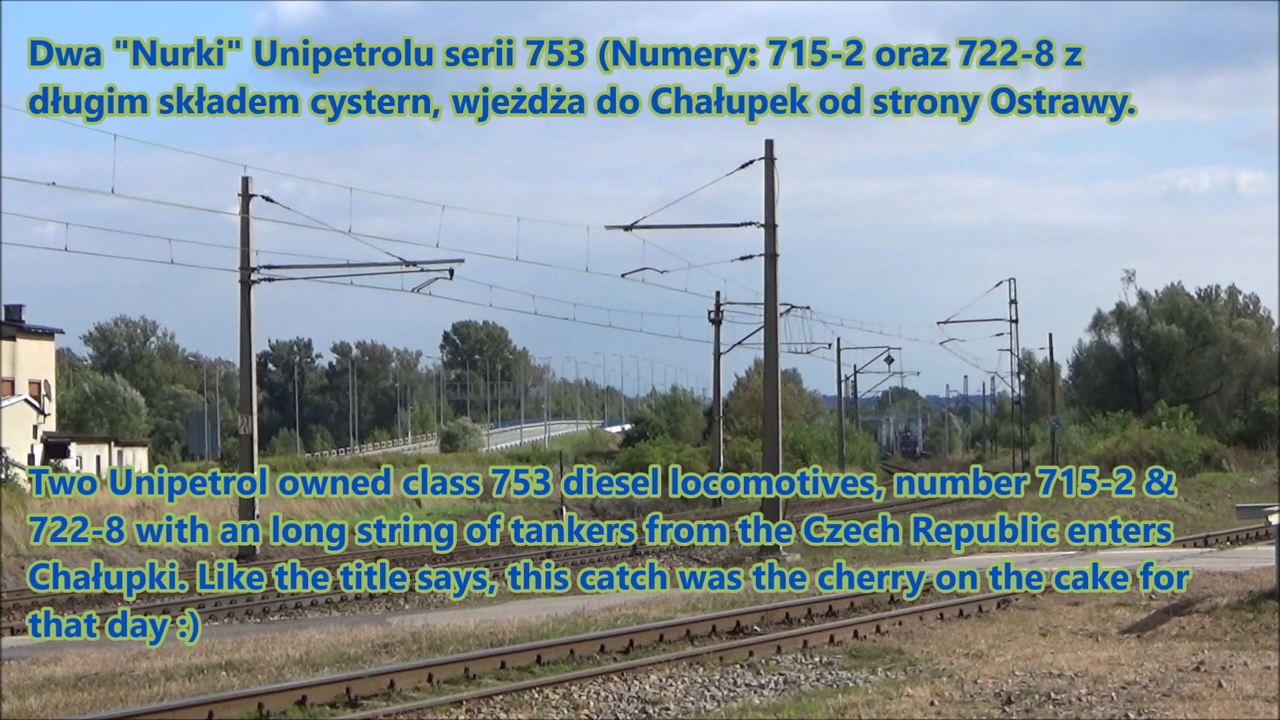 Dwa "Nurki" Unipetrolu serii 753 (Numery: 715-2 oraz 722-8 z
długim składem cystern, wjeżdża do Chałupek od strony Ostrawy.
Two Unipetrol owned class 753 diesel locomotives, number 715-2 &
722-8 with an long string of tankers from the Czech Republic enters
Chałupki. Like the title says, this catch was the cherry on the cake for
that day :)